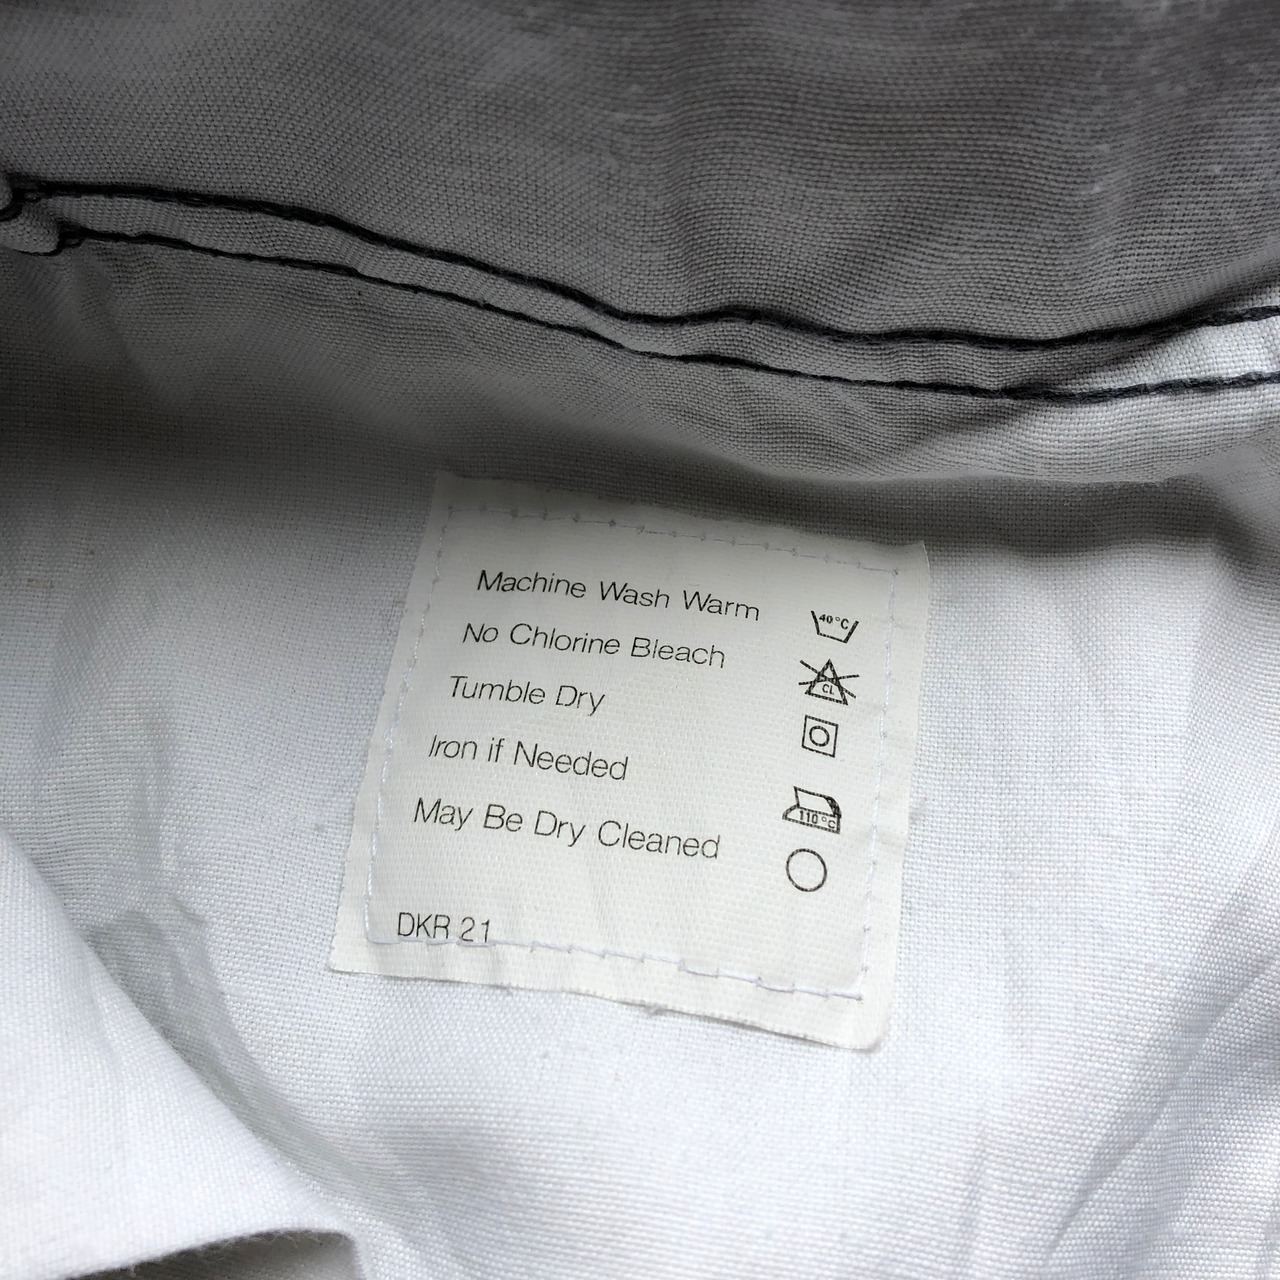 Machine Wash Warm 40°C
No Chlorine Bleach CL
Tumble Dry
Iron if Needed 110°C
May Be Dry Cleaned
DKR 21